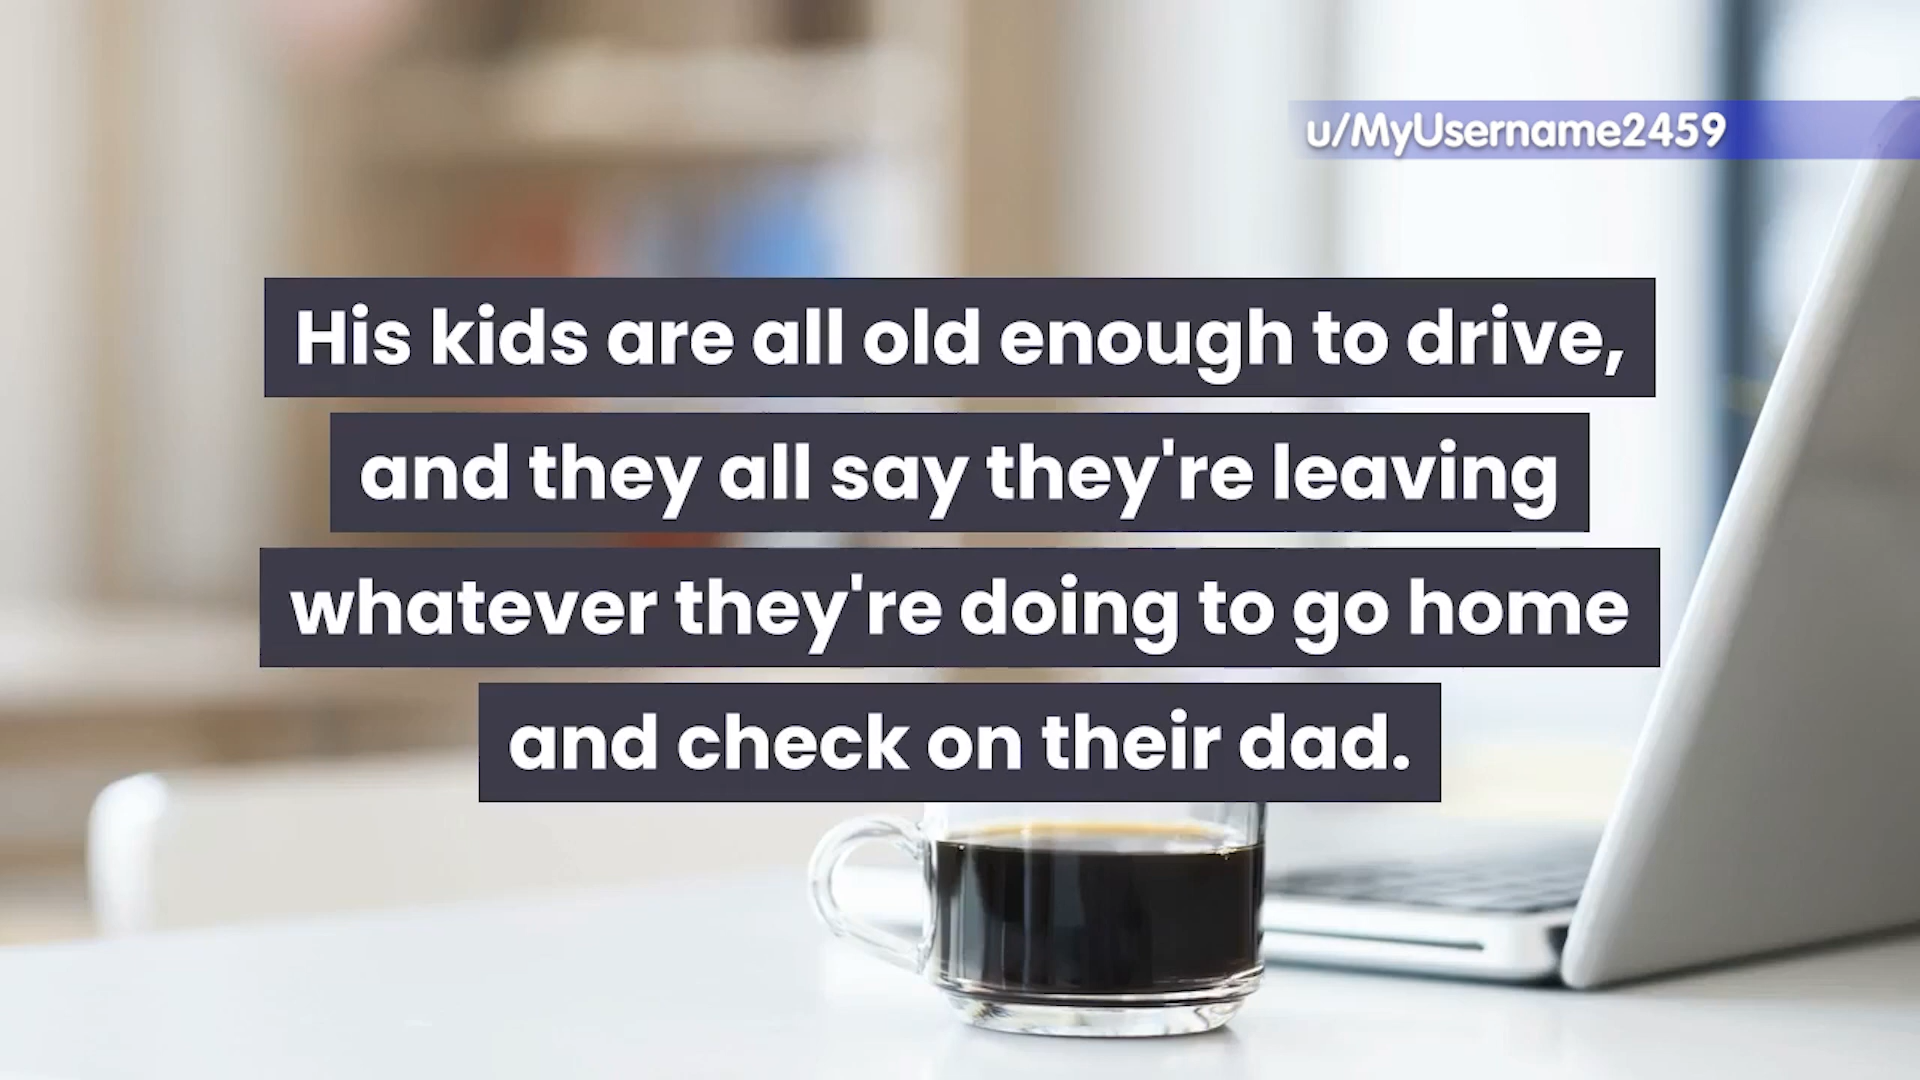 u/MyUsername2459
His kids are all old enough to drive,
and they all say they're leaving
whatever they're doing to go home
and check on their dad.